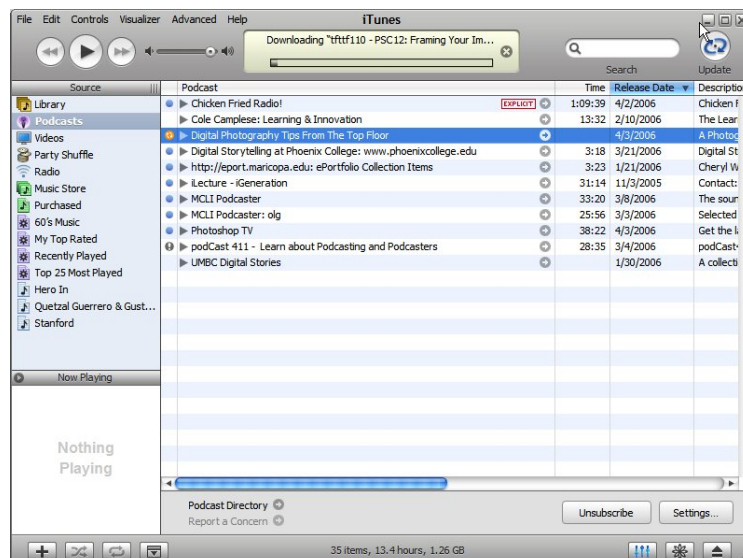 File Edit Controls Visualizer Advanced Help
iTunes
Downloading "tfttf110 - PSC12: Framing Your Im...
Search
Update
Source
Podcast Time Release Date Descriptio
Library
Podcasts
Videos
Party Shuffle
Radio
Music Store
Purchased
60's Music
My Top Rated
Recently Played
Top 25 Most Played
Hero In
Quetzal Guerrero & Gust...
Stanford
Chicken Fried Radio! EXPLICIT 1:09:39 4/2/2006 Chicken F
Cole Camplese: Learning & Innovation 13:32 2/10/2006 The Lear
Digital Photography Tips From The Top Floor 4/3/2006 A Photog
Digital Storytelling at Phoenix College: www.phoenixcollege.edu 3:18 3/21/2006 Digital St
http://eport.maricopa.edu: ePortfolio Collection Items 3:23 1/21/2006 Cheryl W
iLecture - iGeneration 31:14 11/3/2005 Contact:
MCLI Podcaster 33:20 3/8/2006 The soun
MCLI Podcaster: olg 25:56 3/3/2006 Selected
Photoshop TV 38:22 4/3/2006 Get the l
podCast 411 - Learn about Podcasting and Podcasters 28:35 3/4/2006 podCast
UMBC Digital Stories 1/30/2006 A collecti
Now Playing
Nothing
Playing
Podcast Directory
Report a Concern
Unsubscribe Settings...
35 items, 13.4 hours, 1.26 GB